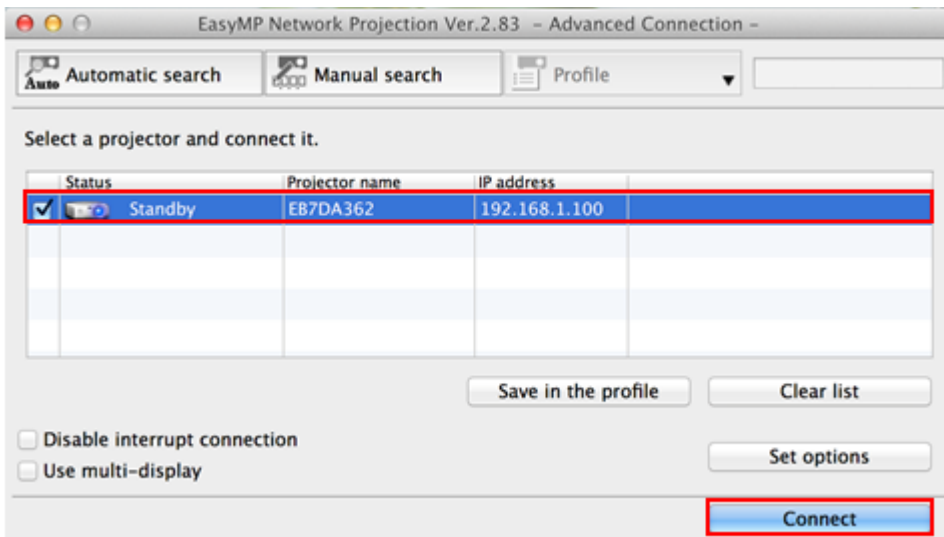 EasyMP Network Projection Ver.2.83 – Advanced Connection –
Auto Automatic search Manual search Profile
Select a projector and connect it.
Status Projector name IP address
Standby EB7DA362 192.168.1.100
Save in the profile Clear list
Disable interrupt connection
Set options
Use multi-display
Connect